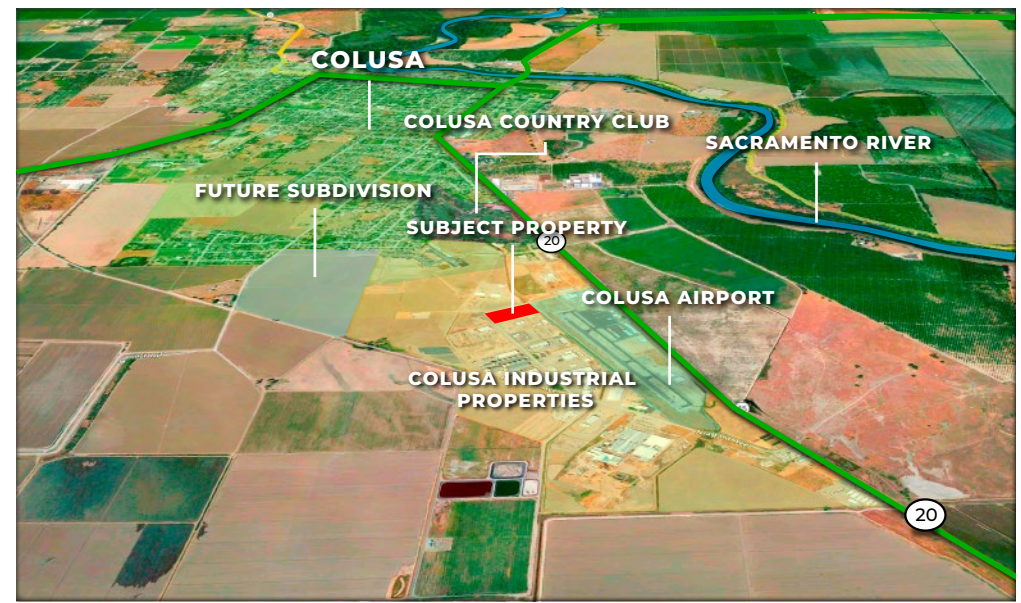 COLUSA
COLUSA COUNTRY CLUB
SACRAMENTO RIVER
FUTURE SUBDIVISION
SUBJECT PROPERTY
20
COLUSA AIRPORT
COLUSA INDUSTRIAL
PROPERTIES
20